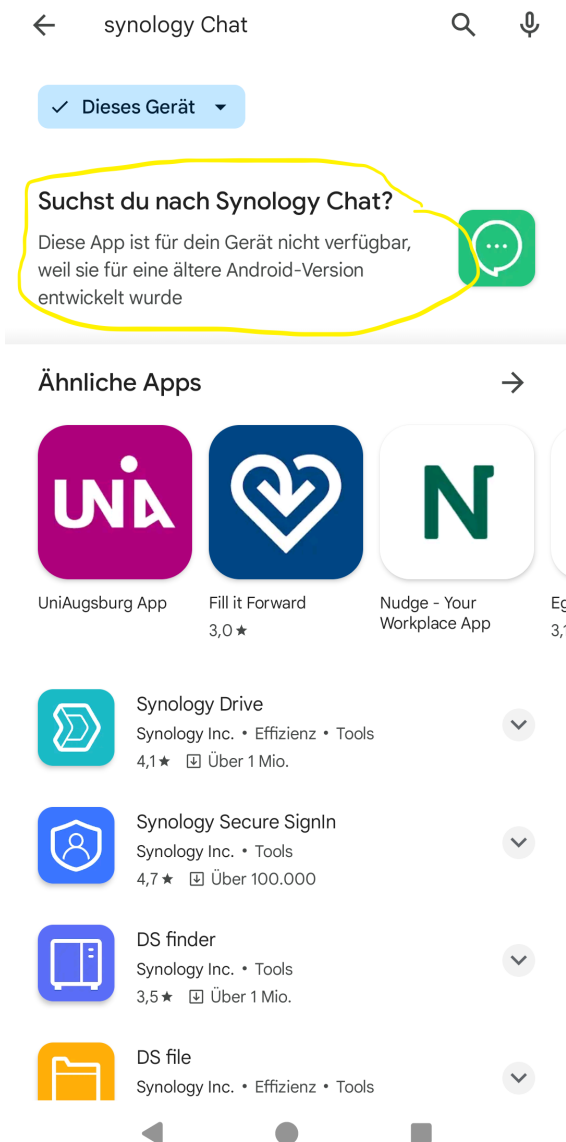 synology Chat
Dieses Gerät
Suchst du nach Synology Chat?
Diese App ist für dein Gerät nicht verfügbar,
weil sie für eine ältere Android-Version
entwickelt wurde
Ähnliche Apps
UNIA
N
UniAugsburg App
Fill it Forward
Nudge - Your
Eg
3,0★
Workplace App
3,1
Synology Drive
Synology Inc. • Effizienz • Tools
4,1★ Über 1 Mio.
Synology Secure SignIn
Synology Inc. • Tools
4,7★ Über 100.000
DS finder
Synology Inc. • Tools
3,5★ Über 1 Mio.
DS file
Synology Inc. • Effizienz • Tools